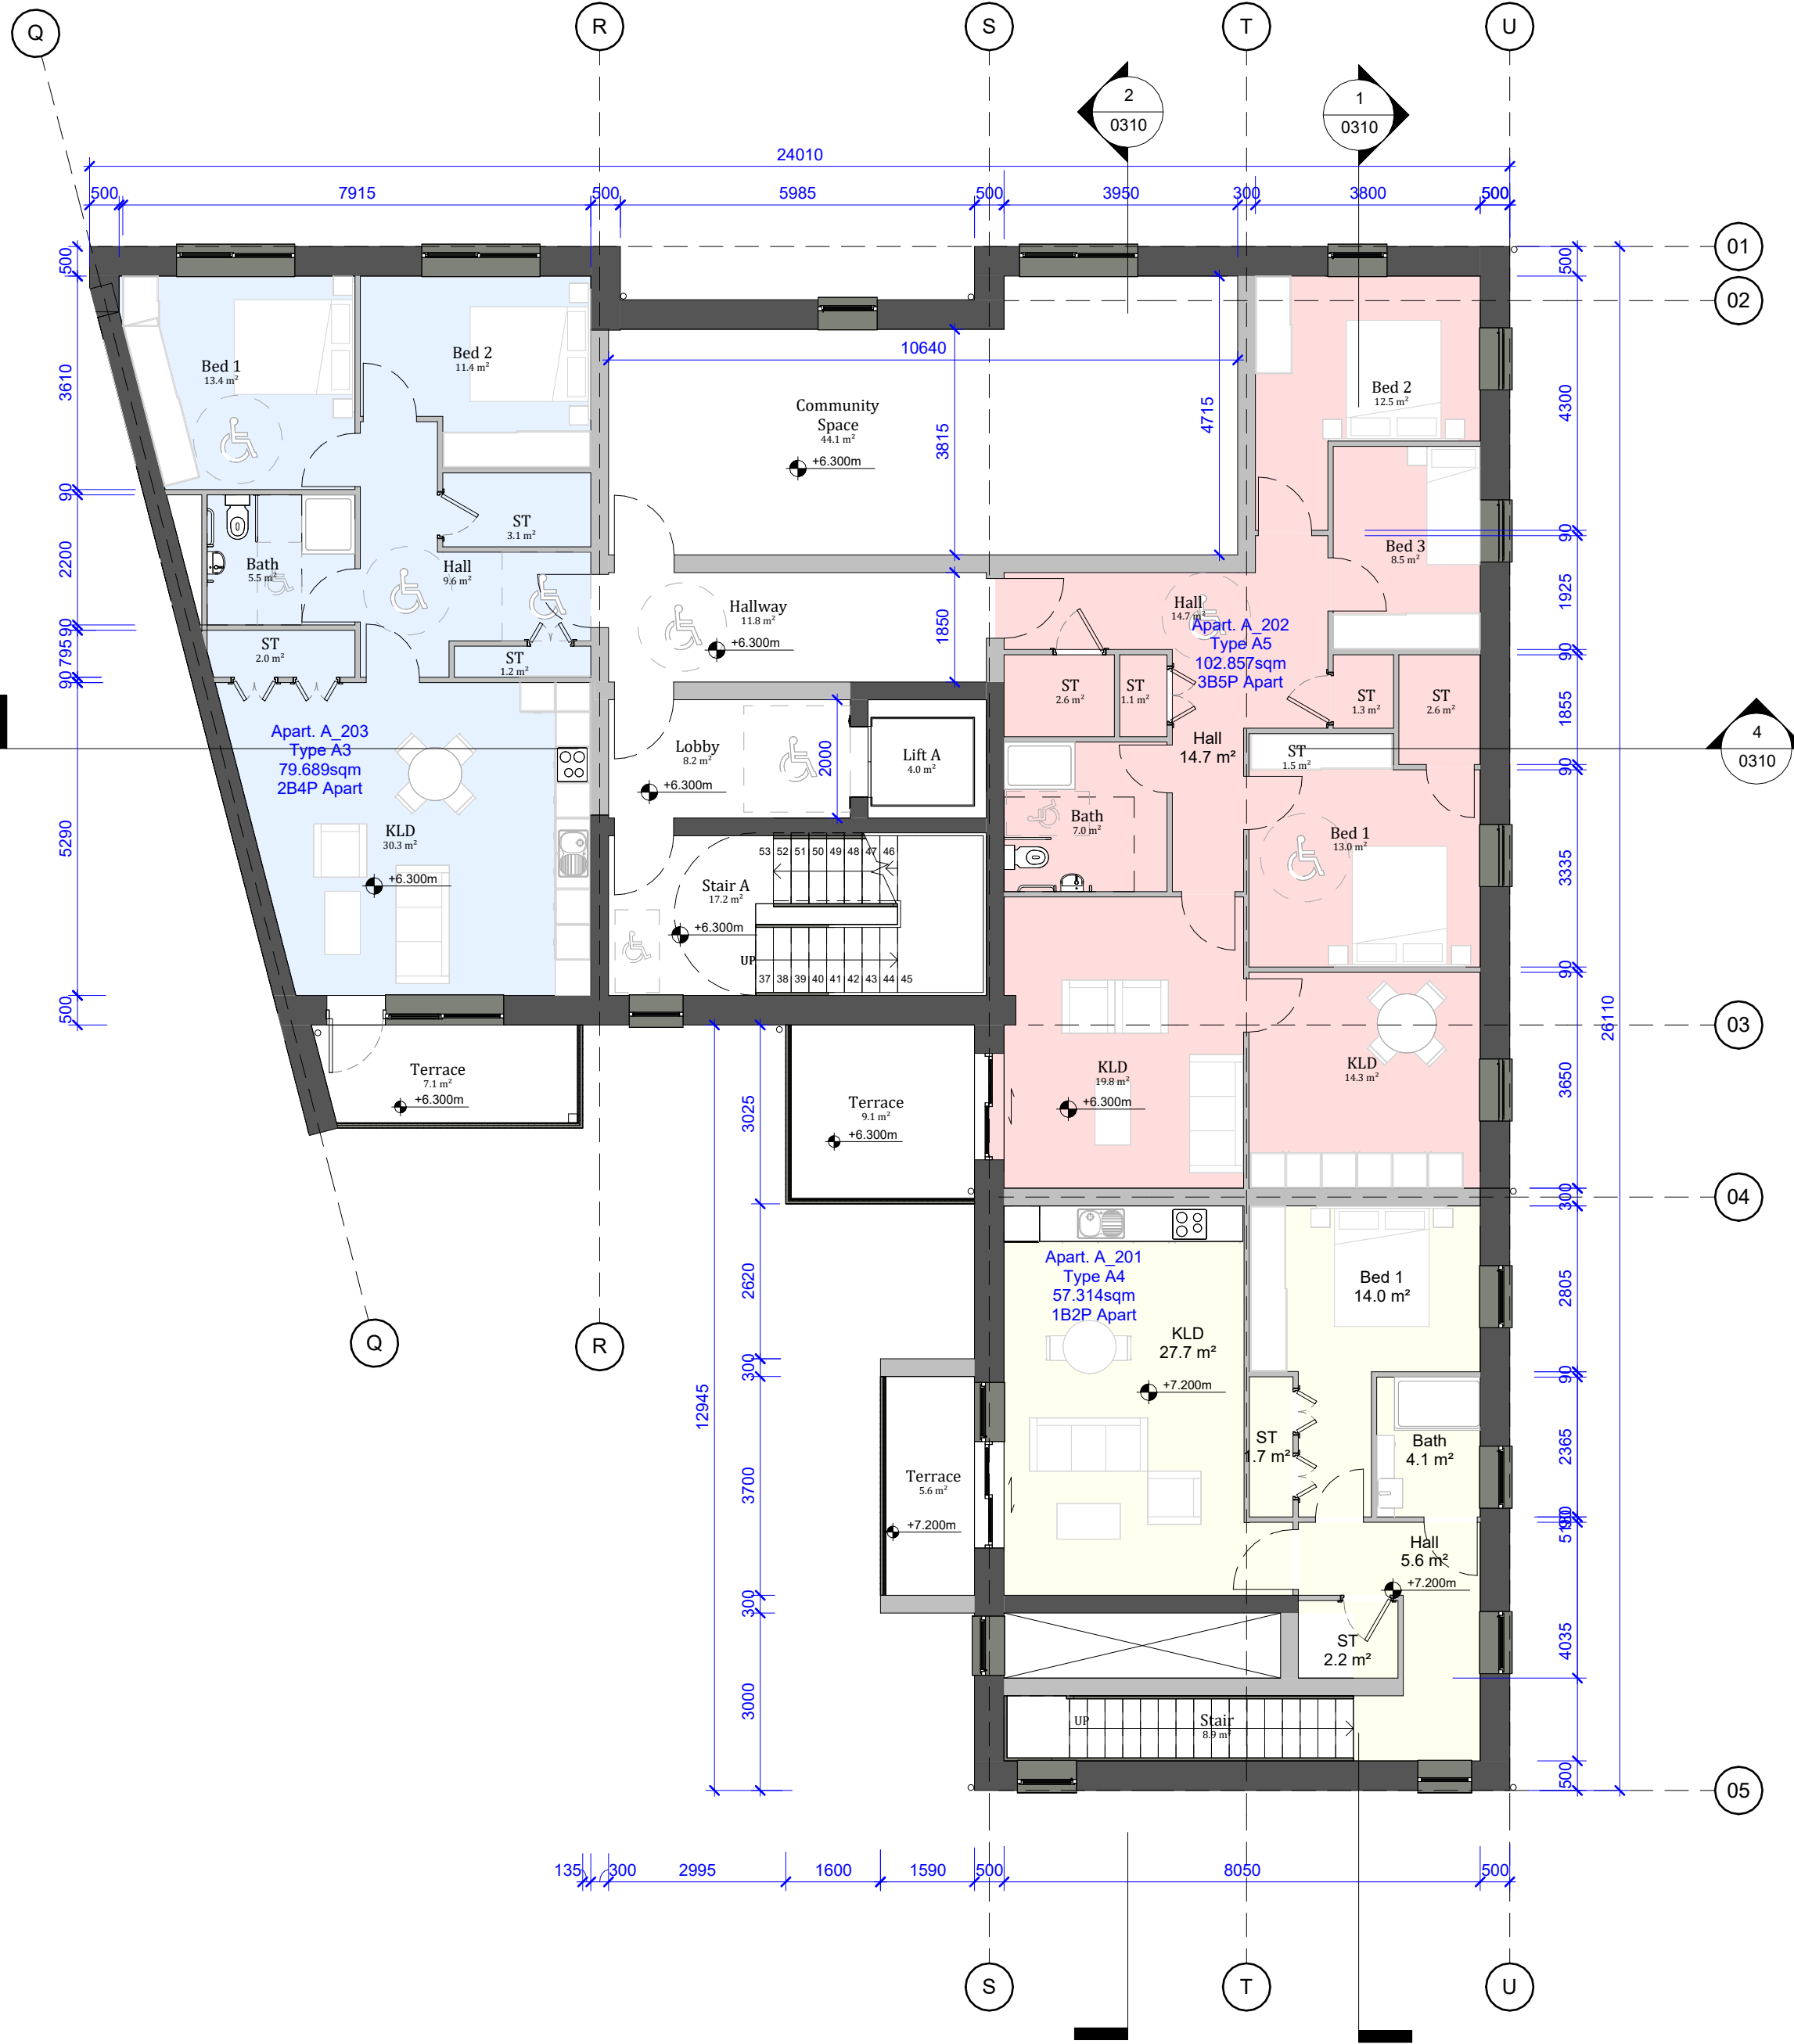 Q
R
S
T
U
2
0310
1
0310
24010
500
7915
500
5985
500
3950
300
3800
500
01
02
03
04
05
500
3610
90
2200
90
795
90
5290
500
Bed 1
13.4 m²
Bed 2
11.4 m²
ST
3.1 m²
Bath
5.5 m²
Hall
9.6 m²
ST
2.0 m²
ST
1.2 m²
Apart. A_203
Type A3
79.689sqm
2B4P Apart
KLD
30.3 m²
+6.300m
Terrace
7.1 m²
+6.300m
10640
Community
Space
44.1 m²
+6.300m
3815
4715
Hallway
11.8 m²
+6.300m
1850
Lobby
8.2 m²
+6.300m
2000
Lift A
4.0 m²
Stair A
17.2 m²
+6.300m
53 52 51 50 49 48 47 46
UP
37 38 39 40 41 42 43 44 45
Terrace
9.1 m²
+6.300m
Bed 2
12.5 m²
Bed 3
8.5 m²
Hall
14.7 m²
Apart. A_202
Type A5
102.857sqm
3B5P Apart
ST
2.6 m²
ST
1.1 m²
ST
1.3 m²
ST
2.6 m²
Hall
14.7 m²
ST
1.5 m²
Bath
7.0 m²
Bed 1
13.0 m²
KLD
19.8 m²
+6.300m
KLD
14.3 m²
500
4300
90
1925
90
1855
90
3335
90
3650
300
2805
90
2365
90
4035
500
26110
4
0310
Apart. A_201
Type A4
57.314sqm
1B2P Apart
KLD
27.7 m²
+7.200m
Bed 1
14.0 m²
ST
.7 m²
Bath
4.1 m²
Hall
5.6 m²
+7.200m
ST
2.2 m²
Terrace
5.6 m²
+7.200m
UP
Stair
8.9 m²
3025
2620
300
3700
300
3000
12945
Q
R
135
300
2995
1600
1590
500
8050
500
S
T
U